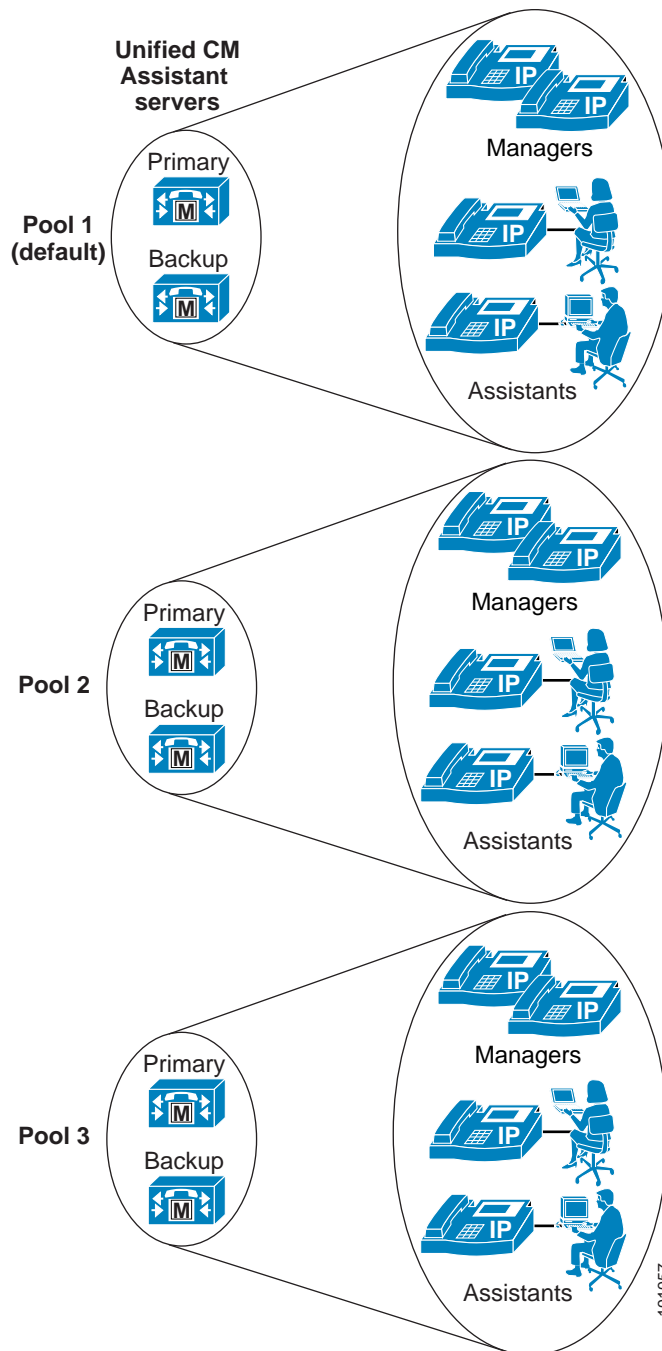 Unified CM
Assistant
servers
IP
IP
Managers
Primary
M
Pool 1
(default)
IP
Backup
M
IP
Assistants
IP
IP
Managers
Primary
M
IP
Pool 2
Backup
M
IP
Assistants
IP
IP
Managers
Primary
M
IP
Pool 3
Backup
M
IP
Assistants